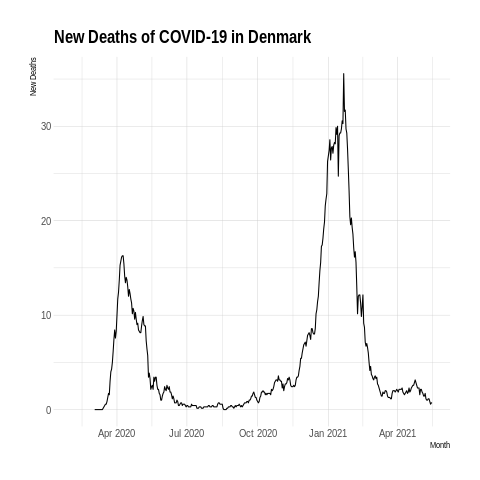 New Deaths of COVID-19 in Denmark
New Deaths
30
20
10
0
Apr 2020 Jul 2020 Oct 2020 Jan 2021 Apr 2021
Month